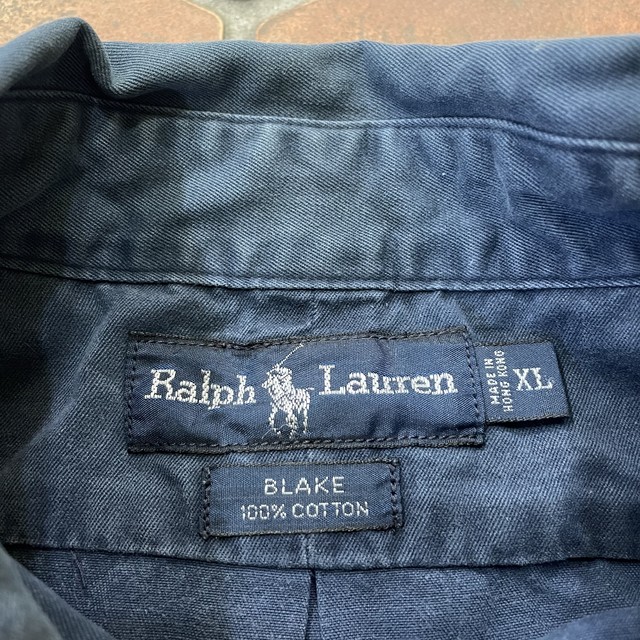 Ralph Lauren
MADE IN
HONG KONG
XL
BLAKE
100% COTTON